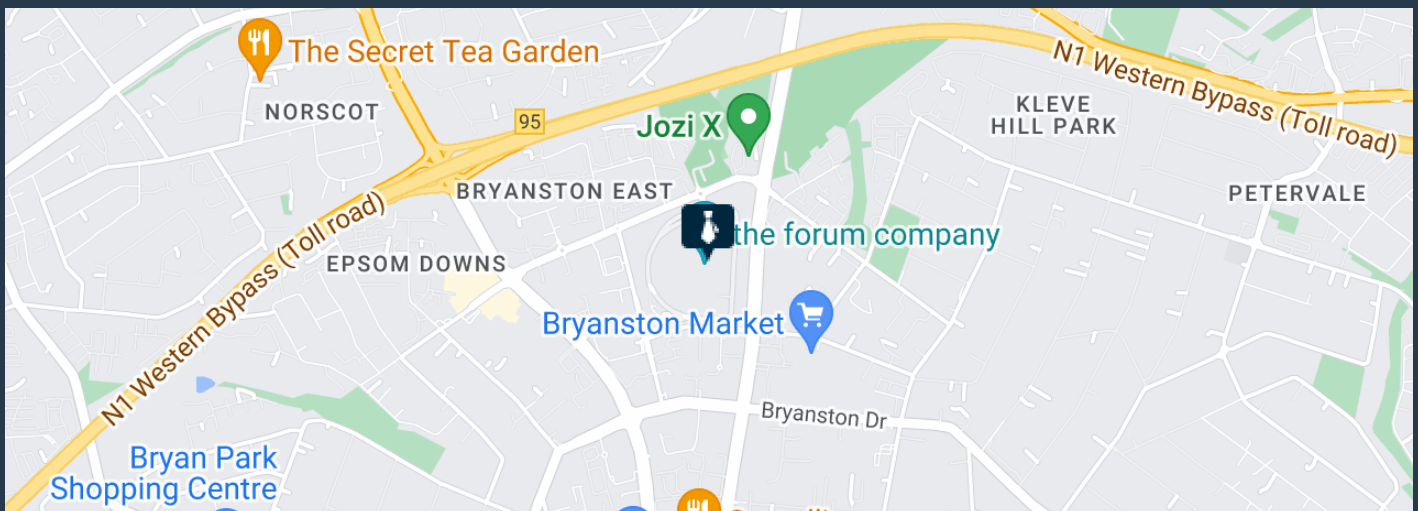 The Secret Tea Garden
NORSCOT
95
Jozi X
N1 Western Bypass (Toll road)
KLEVE
HILL PARK
BRYANSTON EAST
PETERVALE
the forum company
EPSOM DOWNS
N1 Western Bypass (Toll road)
Bryanston Market
Bryanston Dr
Bryan Park
Shopping Centre